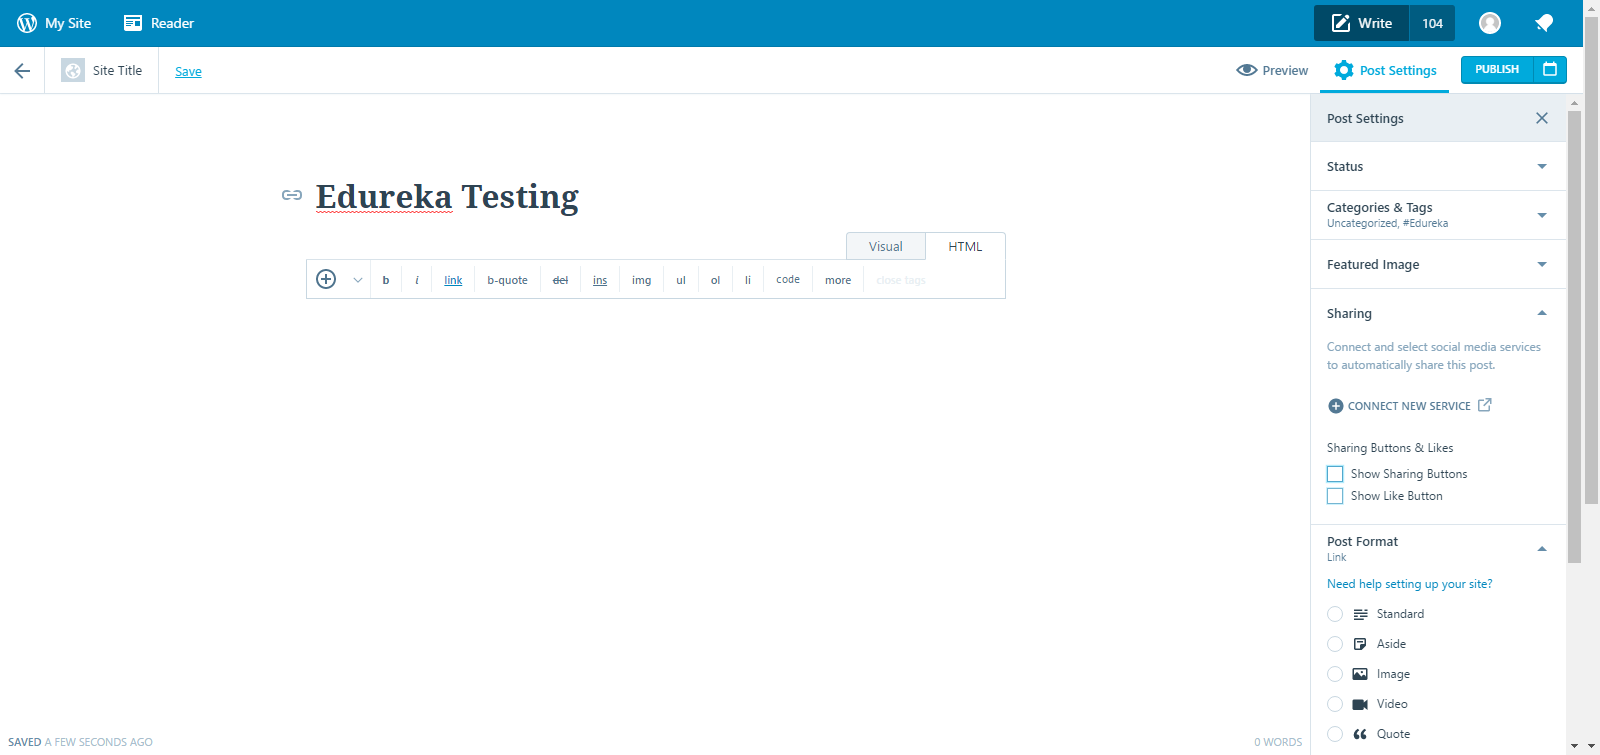 My Site Reader Write 104
Site Title Save Preview Post Settings PUBLISH
Post Settings
Status
Categories & Tags
Uncategorized, #Edureka
Featured Image
Sharing
Connect and select social media services
to automatically share this post.
CONNECT NEW SERVICE
Sharing Buttons & Likes
Show Sharing Buttons
Show Like Button
Post Format
Link
Need help setting up your site?
Standard
Aside
Image
Video
Quote
Edureka Testing
Visual HTML
b i link b-quote del ins img ul ol li code more close tags
SAVED A FEW SECONDS AGO 0 WORDS